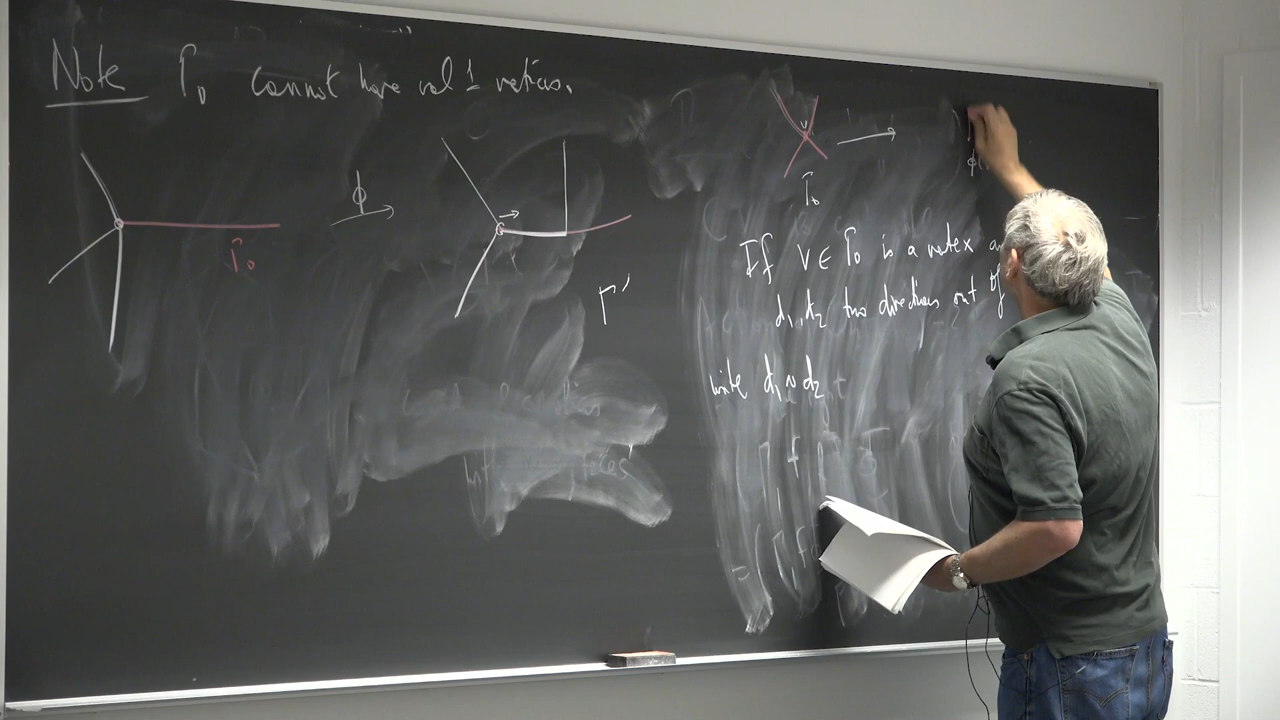 Note Γ₀ cannot have val 1 vertices.
ϕ
Γ₀
Γ'
v
Γ₀
ϕ(
If v ∈ Γ₀ is a vertex a
d₁, d₂ two directions out of
write d₁ ~ d₂